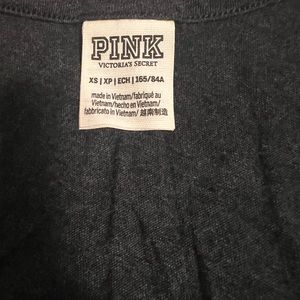 PINK
VICTORIA'S SECRET
XS | XP | ECH | 165/84A
made in Vietnam/fabriqué au
Vietnam/hecho en Vietnam/
fabbricato in Vietnam/ 越南制造